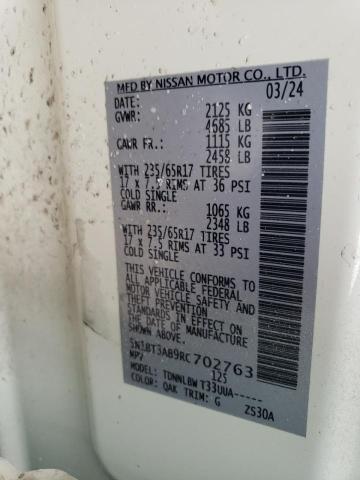 MFD BY NISSAN MOTOR CO., LTD.
DATE: 03/24
GVWR: 2125 KG
4685 LB
GAWR FR.: 1115 KG
2458 LB
WITH 235/65R17 TIRES
17 x 7.5 RIMS AT 36 PSI
COLD SINGLE
GAWR RR.: 1065 KG
2348 LB
WITH 235/65R17 TIRES
17 x 7.5 RIMS AT 33 PSI
COLD SINGLE
THIS VEHICLE CONFORMS TO
ALL APPLICABLE FEDERAL
MOTOR VEHICLE SAFETY AND
THEFT PREVENTION
STANDARDS IN EFFECT ON
THE DATE OF MANUFACTURE
SHOWN ABOVE.
5N1BT3AB9RC702763
MPV 125
MODEL: TDNNLBW T33UUA-----
COLOR: QAK TRIM: G ZS30A